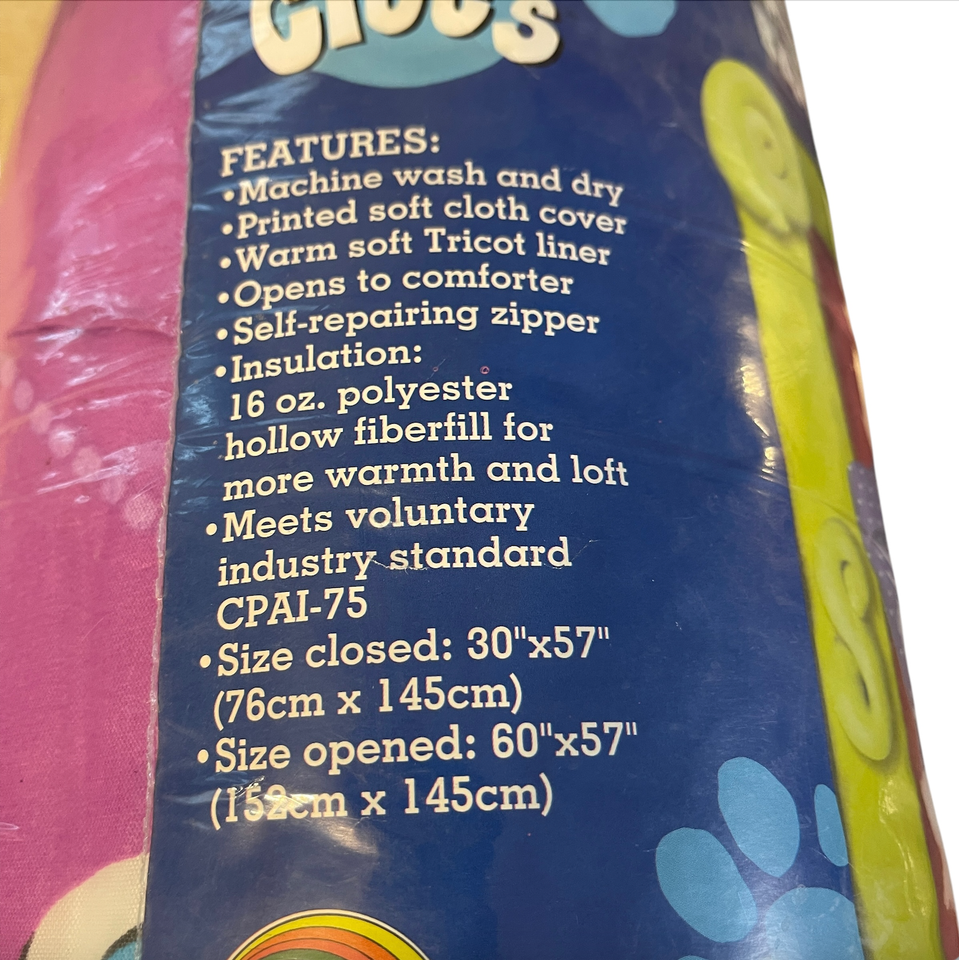 Clue's
FEATURES:
•Machine wash and dry
•Printed soft cloth cover
•Warm soft Tricot liner
•Opens to comforter
•Self-repairing zipper
•Insulation:
16 oz. polyester
hollow fiberfill for
more warmth and loft
•Meets voluntary
industry standard
CPAI-75
•Size closed: 30"x57"
(76cm x 145cm)
•Size opened: 60"x57"
(152cm x 145cm)